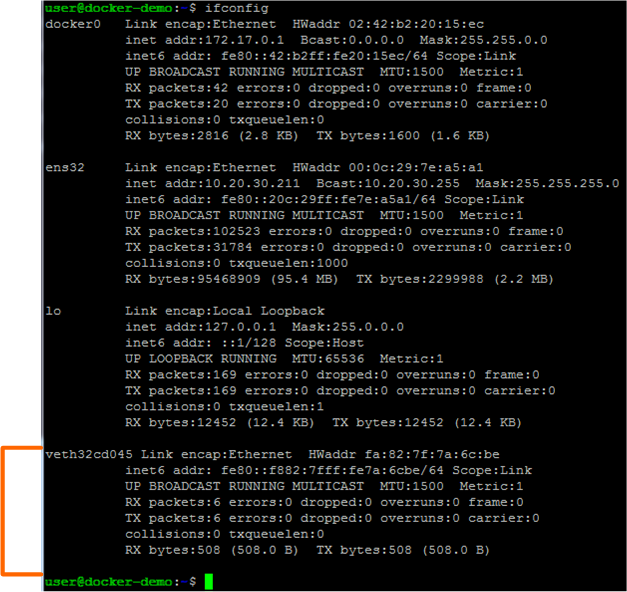 user@docker-demo:~$ ifconfig
docker0   Link encap:Ethernet  HWaddr 02:42:b2:20:15:ec
          inet addr:172.17.0.1  Bcast:0.0.0.0  Mask:255.255.0.0
          inet6 addr: fe80::42:b2ff:fe20:15ec/64 Scope:Link
          UP BROADCAST RUNNING MULTICAST  MTU:1500  Metric:1
          RX packets:42 errors:0 dropped:0 overruns:0 frame:0
          TX packets:20 errors:0 dropped:0 overruns:0 carrier:0
          collisions:0 txqueuelen:0
          RX bytes:2816 (2.8 KB)  TX bytes:1600 (1.6 KB)
ens32     Link encap:Ethernet  HWaddr 00:0c:29:7e:a5:a1
          inet addr:10.20.30.211  Bcast:10.20.30.255  Mask:255.255.255.0
          inet6 addr: fe80::20c:29ff:fe7e:a5a1/64 Scope:Link
          UP BROADCAST RUNNING MULTICAST  MTU:1500  Metric:1
          RX packets:102523 errors:0 dropped:0 overruns:0 frame:0
          TX packets:31784 errors:0 dropped:0 overruns:0 carrier:0
          collisions:0 txqueuelen:1000
          RX bytes:95468909 (95.4 MB)  TX bytes:2299988 (2.2 MB)
lo        Link encap:Local Loopback
          inet addr:127.0.0.1  Mask:255.0.0.0
          inet6 addr: ::1/128 Scope:Host
          UP LOOPBACK RUNNING  MTU:65536  Metric:1
          RX packets:169 errors:0 dropped:0 overruns:0 frame:0
          TX packets:169 errors:0 dropped:0 overruns:0 carrier:0
          collisions:0 txqueuelen:1
          RX bytes:12452 (12.4 KB)  TX bytes:12452 (12.4 KB)
veth32cd045 Link encap:Ethernet  HWaddr fa:82:7f:7a:6c:be
          inet6 addr: fe80::f882:7fff:fe7a:6cbe/64 Scope:Link
          UP BROADCAST RUNNING MULTICAST  MTU:1500  Metric:1
          RX packets:6 errors:0 dropped:0 overruns:0 frame:0
          TX packets:6 errors:0 dropped:0 overruns:0 carrier:0
          collisions:0 txqueuelen:0
          RX bytes:508 (508.0 B)  TX bytes:508 (508.0 B)
user@docker-demo:~$